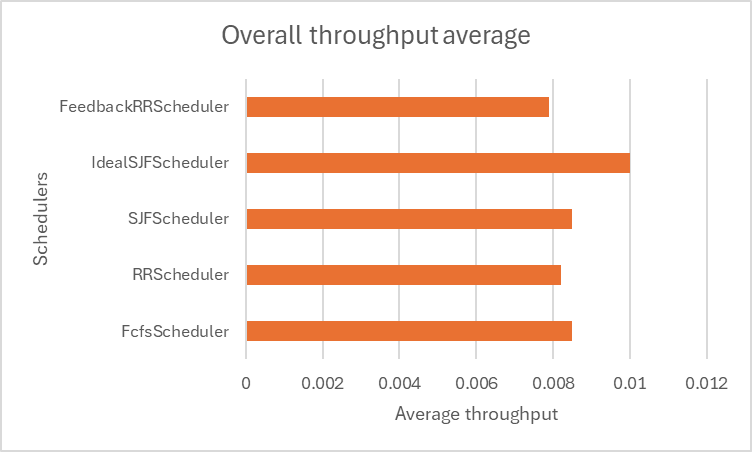 Overall throughput average
Schedulers
FeedbackRRScheduler
IdealSJFScheduler
SJFScheduler
RRScheduler
FcfsScheduler
0 0.002 0.004 0.006 0.008 0.01 0.012
Average throughput